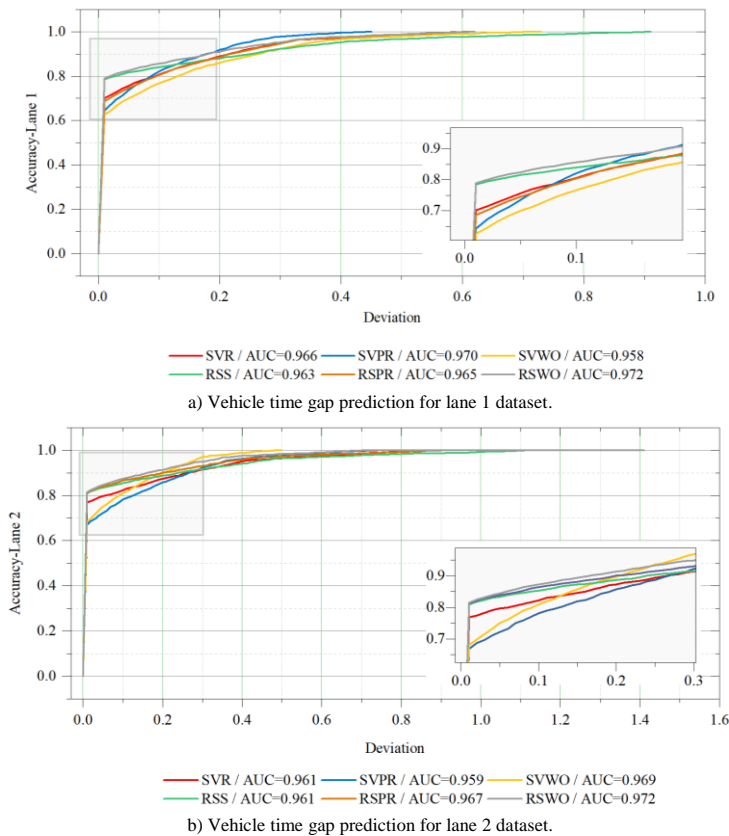 1.0
0.8
0.6
0.4
0.2
0.0
Accuracy-Lane 1
0.9
0.8
0.7
0.0 0.1
0.0 0.2 0.4 0.6 0.8 1.0
Deviation
SVR / AUC=0.966 SVPR / AUC=0.970 SVWO / AUC=0.958
RSS / AUC=0.963 RSPR / AUC=0.965 RSWO / AUC=0.972
a) Vehicle time gap prediction for lane 1 dataset.
1.0
0.8
0.6
0.4
0.2
0.0
Accuracy-Lane 2
0.9
0.8
0.7
0.0 0.1 0.2 0.3
0.0 0.2 0.4 0.6 0.8 1.0 1.2 1.4 1.6
Deviation
SVR / AUC=0.961 SVPR / AUC=0.959 SVWO / AUC=0.969
RSS / AUC=0.961 RSPR / AUC=0.967 RSWO / AUC=0.972
b) Vehicle time gap prediction for lane 2 dataset.